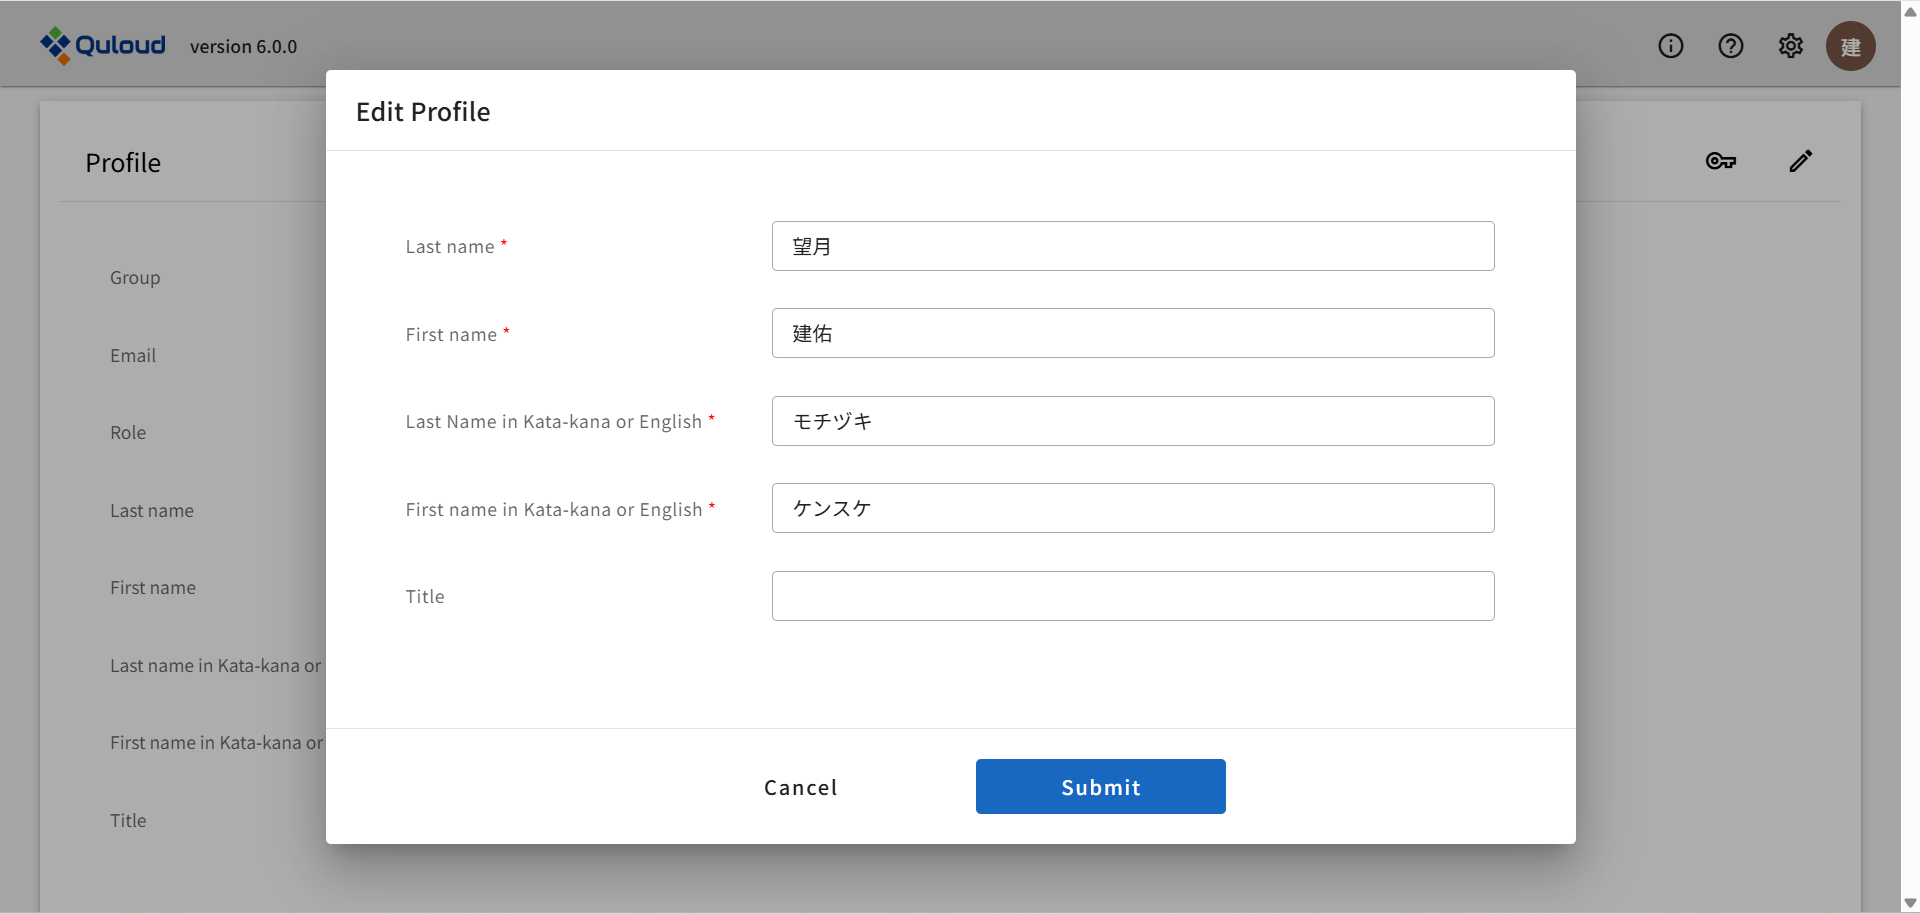 Quloud version 6.0.0
建
Edit Profile
Profile
Last name *
望月
First name *
建佑
Last Name in Kata-kana or English *
モチヅキ
First name in Kata-kana or English *
ケンスケ
Title
Cancel
Submit
Group
Email
Role
Last name
First name
Last name in Kata-kana or
First name in Kata-kana or
Title